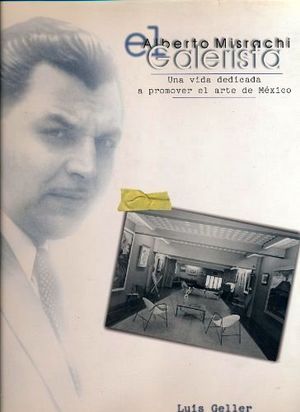 Alberto Misrachi
el Galerista
Una vida dedicada
a promover el arte de México
Luis Geller